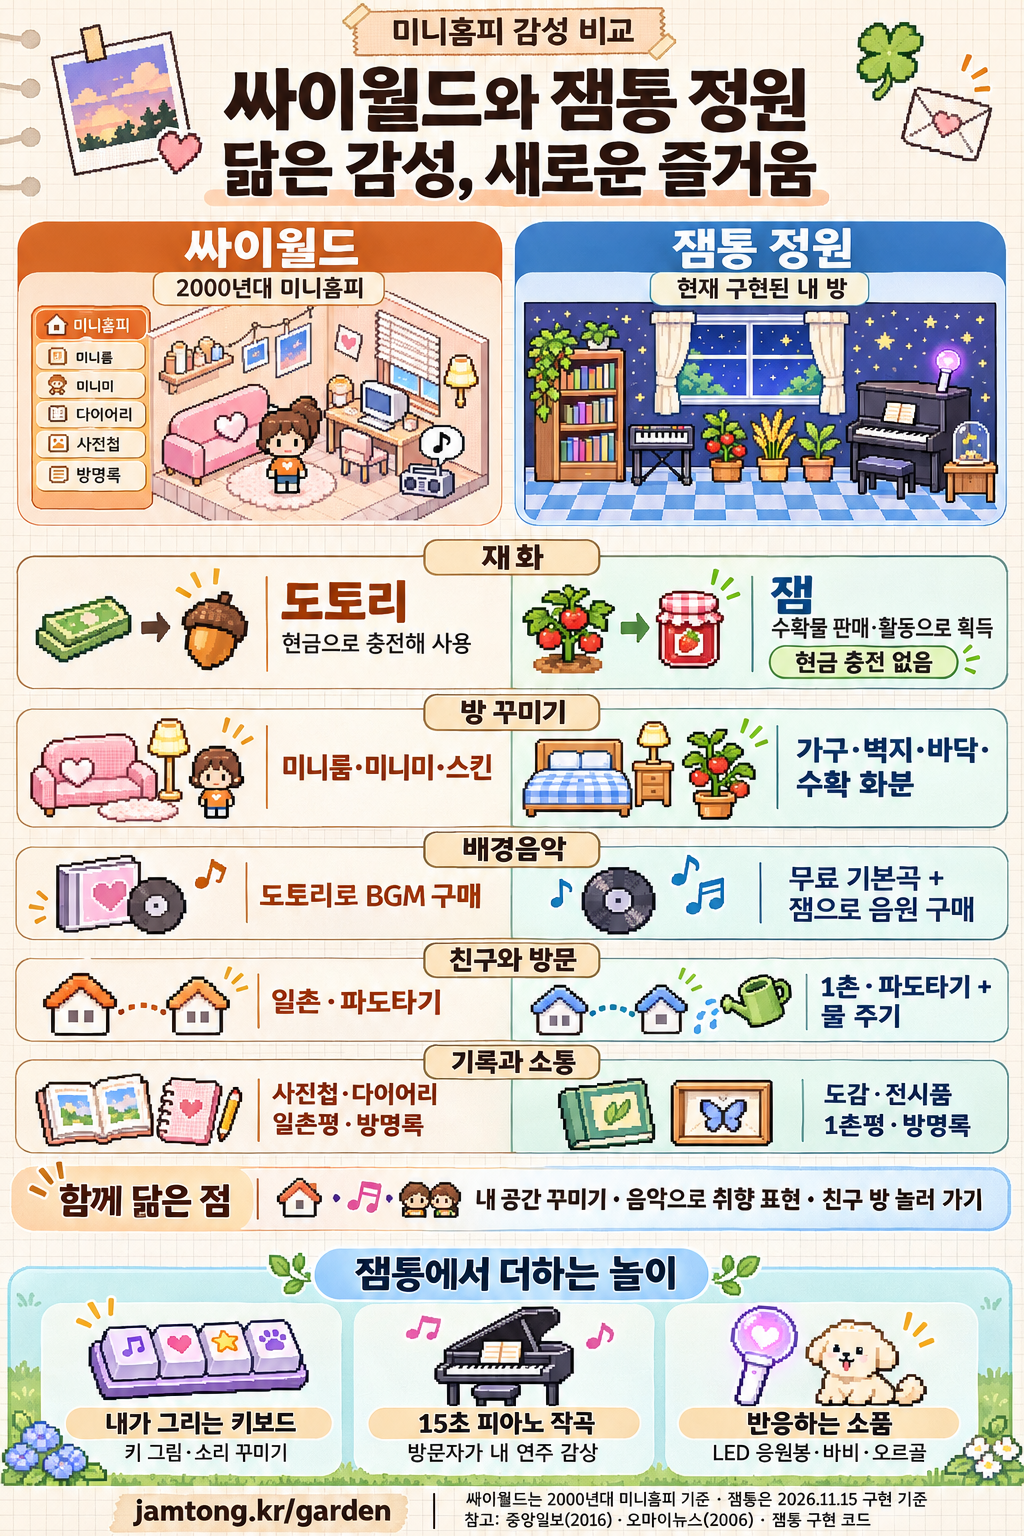 미니홈피 감성 비교
싸이월드와 잼통 정원
닮은 감성, 새로운 즐거움
싸이월드
2000년대 미니홈피
미니홈피
미니룸
미니미
다이어리
사전첩
방명록
잼통 정원
현재 구현된 내 방
재화
도토리
현금으로 충전해 사용
잼
수확물 판매·활동으로 획득
현금 충전 없음
방 꾸미기
미니룸·미니미·스킨
가구·벽지·바닥·
수확 화분
배경음악
도토리로 BGM 구매
무료 기본곡 +
잼으로 음원 구매
친구와 방문
일촌·파도타기
1촌·파도타기 +
물 주기
기록과 소통
사진첩·다이어리
일촌평·방명록
도감·전시품
1촌평·방명록
함께 닮은 점
내 공간 꾸미기 · 음악으로 취향 표현 · 친구 방 놀러 가기
잼통에서 더하는 놀이
내가 그리는 키보드
키 그림·소리 꾸미기
15초 피아노 작곡
방문자가 내 연주 감상
반응하는 소품
LED 응원봉·바비·오르골
jamtong.kr/garden
싸이월드는 2000년대 미니홈피 기준 · 잼통은 2026.11.15 구현 기준
참고: 중앙일보(2016) · 오마이뉴스(2006) · 잼통 구현 코드